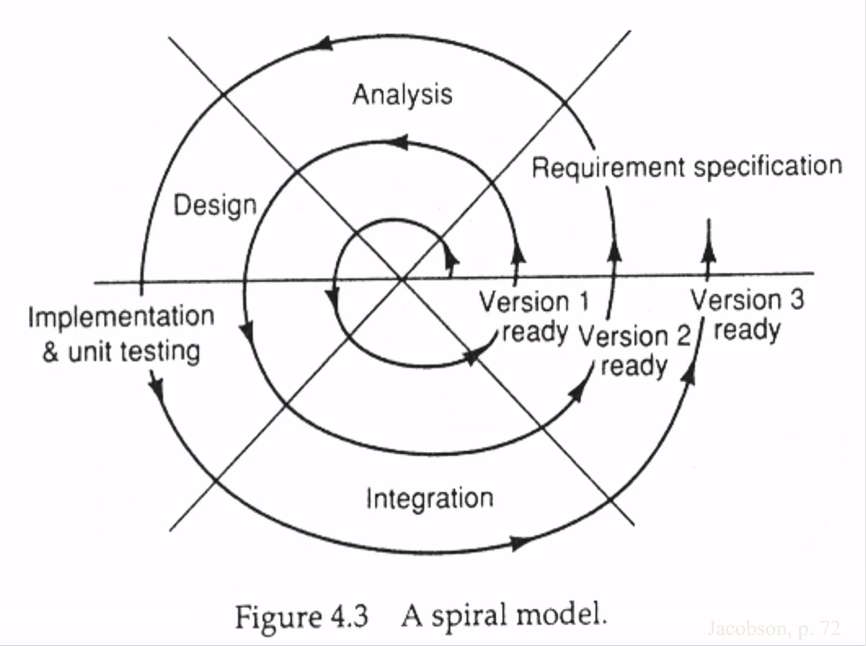 Analysis
Requirement specification
Design
Implementation
& unit testing
Version 1
ready
Version 2
ready
Version 3
ready
Integration
Figure 4.3 A spiral model.
Jacobson, p. 72